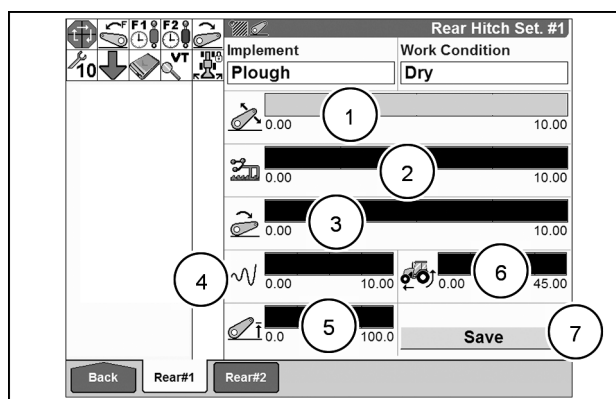 F F1 F2
10 VT
Rear Hitch Set. #1
Implement Work Condition
Plough Dry
1
0.00 10.00
2
0.00 10.00
3
0.00 10.00
4 0.00 10.00 6 0.00 45.00
5 0.0 100.0 Save 7
Back Rear#1 Rear#2